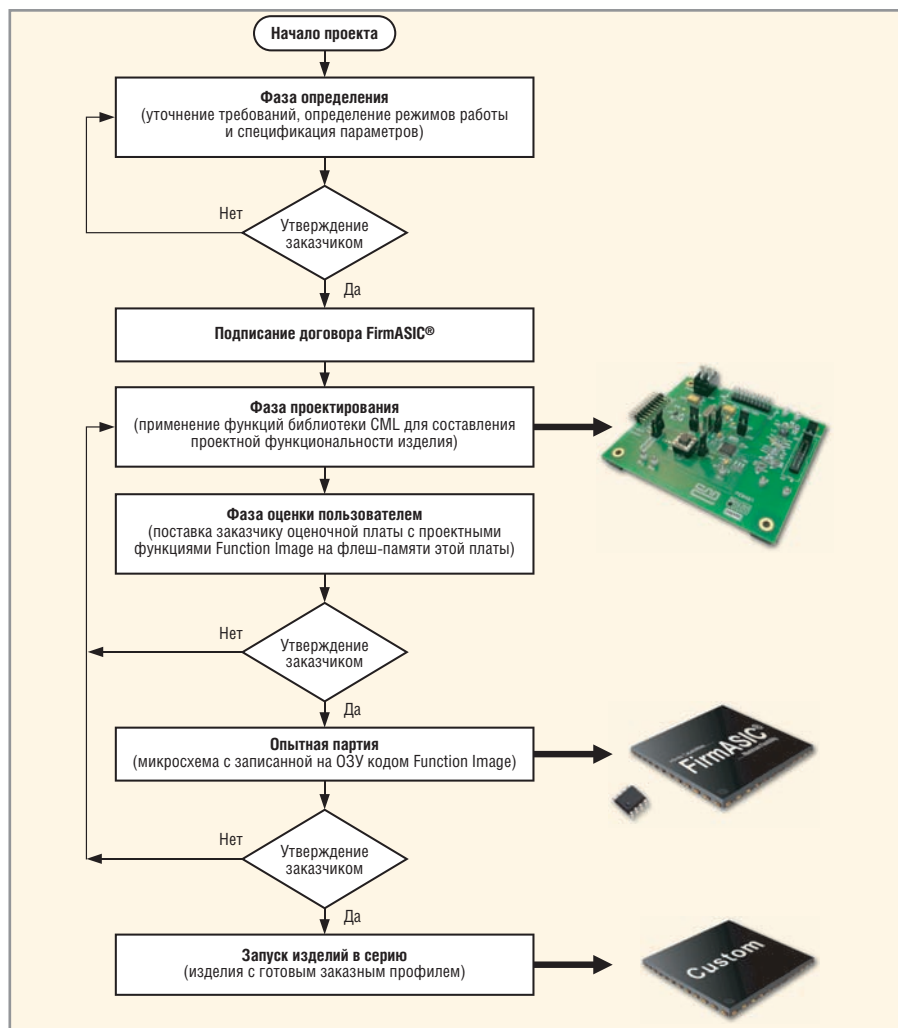 Начало проекта
Фаза определения
(уточнение требований, определение режимов работы
и спецификация параметров)
Нет
Утверждение
заказчиком
Да
Подписание договора FirmASIC®
Фаза проектирования
(применение функций библиотеки CML для составления
проектной функциональности изделия)
Фаза оценки пользователем
(поставка заказчику оценочной платы с проектными
функциями Function Image на флеш-памяти этой платы)
Нет
Утверждение
заказчиком
Да
Опытная партия
(микросхема с записанной на ОЗУ кодом Function Image)
FirmASIC®
Нет
Утверждение
заказчиком
Да
Запуск изделий в серию
(изделия с готовым заказным профилем)
Custom